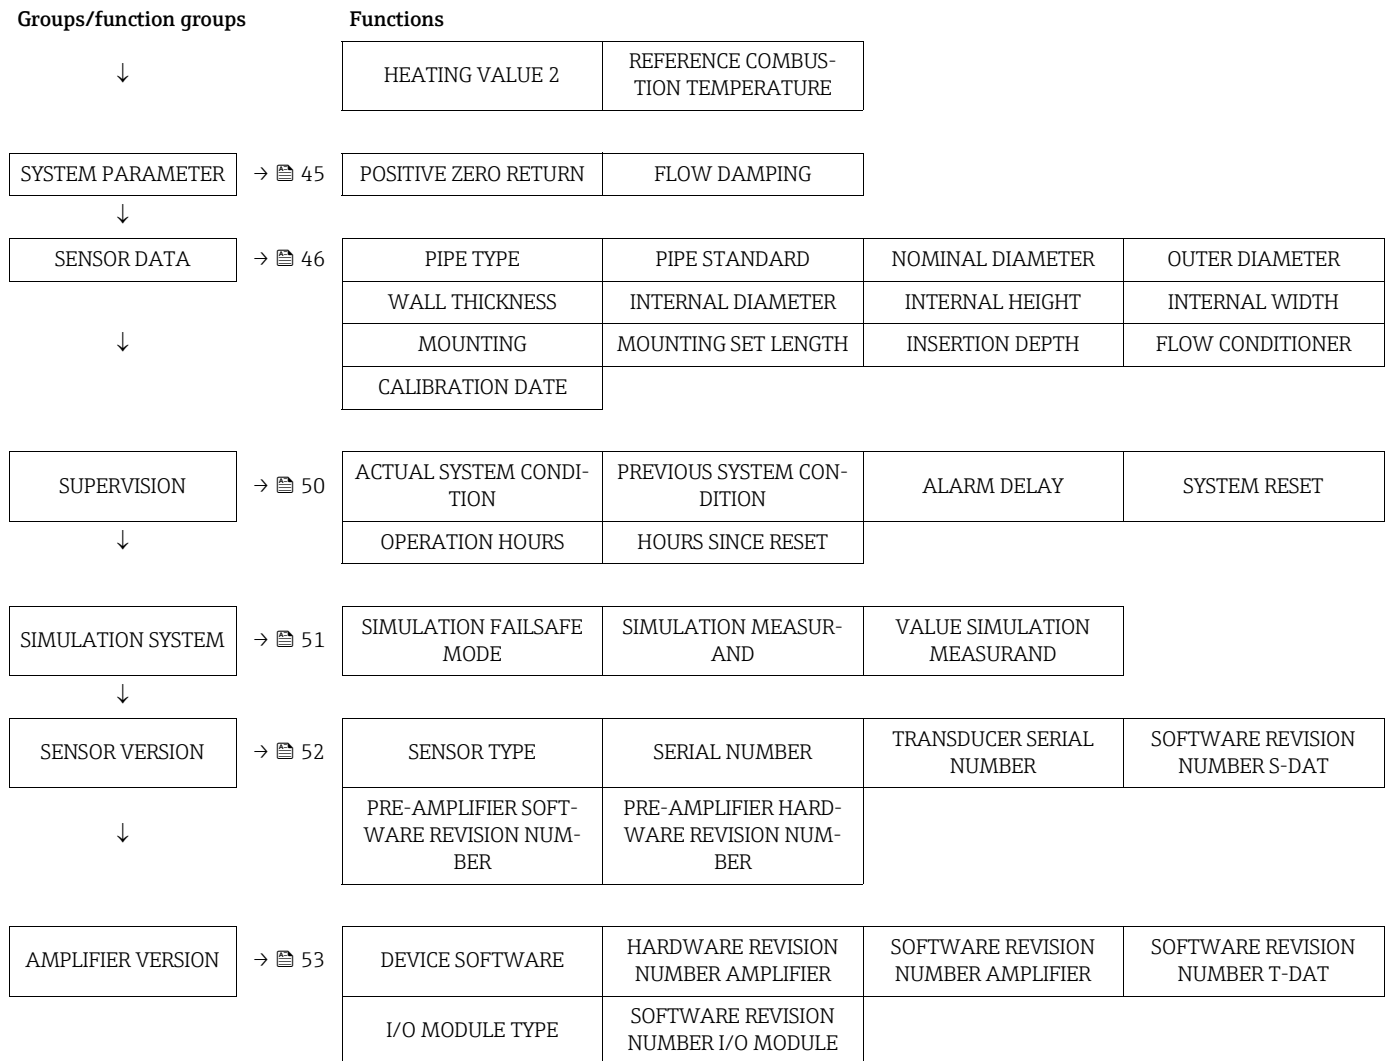 Groups/function groups Functions
↓ HEATING VALUE 2 REFERENCE COMBUS-
TION TEMPERATURE
SYSTEM PARAMETER → 45 POSITIVE ZERO RETURN FLOW DAMPING
↓
SENSOR DATA → 46 PIPE TYPE PIPE STANDARD NOMINAL DIAMETER OUTER DIAMETER
WALL THICKNESS INTERNAL DIAMETER INTERNAL HEIGHT INTERNAL WIDTH
↓ MOUNTING MOUNTING SET LENGTH INSERTION DEPTH FLOW CONDITIONER
CALIBRATION DATE
SUPERVISION → 50 ACTUAL SYSTEM CONDI-
TION
PREVIOUS SYSTEM CON-
DITION
ALARM DELAY SYSTEM RESET
↓ OPERATION HOURS HOURS SINCE RESET
SIMULATION SYSTEM → 51 SIMULATION FAILSAFE
MODE
SIMULATION MEASUR-
AND
VALUE SIMULATION
MEASURAND
↓
SENSOR VERSION → 52 SENSOR TYPE SERIAL NUMBER TRANSDUCER SERIAL
NUMBER
SOFTWARE REVISION
NUMBER S-DAT
↓ PRE-AMPLIFIER SOFT-
WARE REVISION NUM-
BER
PRE-AMPLIFIER HARD-
WARE REVISION NUM-
BER
AMPLIFIER VERSION → 53 DEVICE SOFTWARE HARDWARE REVISION
NUMBER AMPLIFIER
SOFTWARE REVISION
NUMBER AMPLIFIER
SOFTWARE REVISION
NUMBER T-DAT
I/O MODULE TYPE SOFTWARE REVISION
NUMBER I/O MODULE